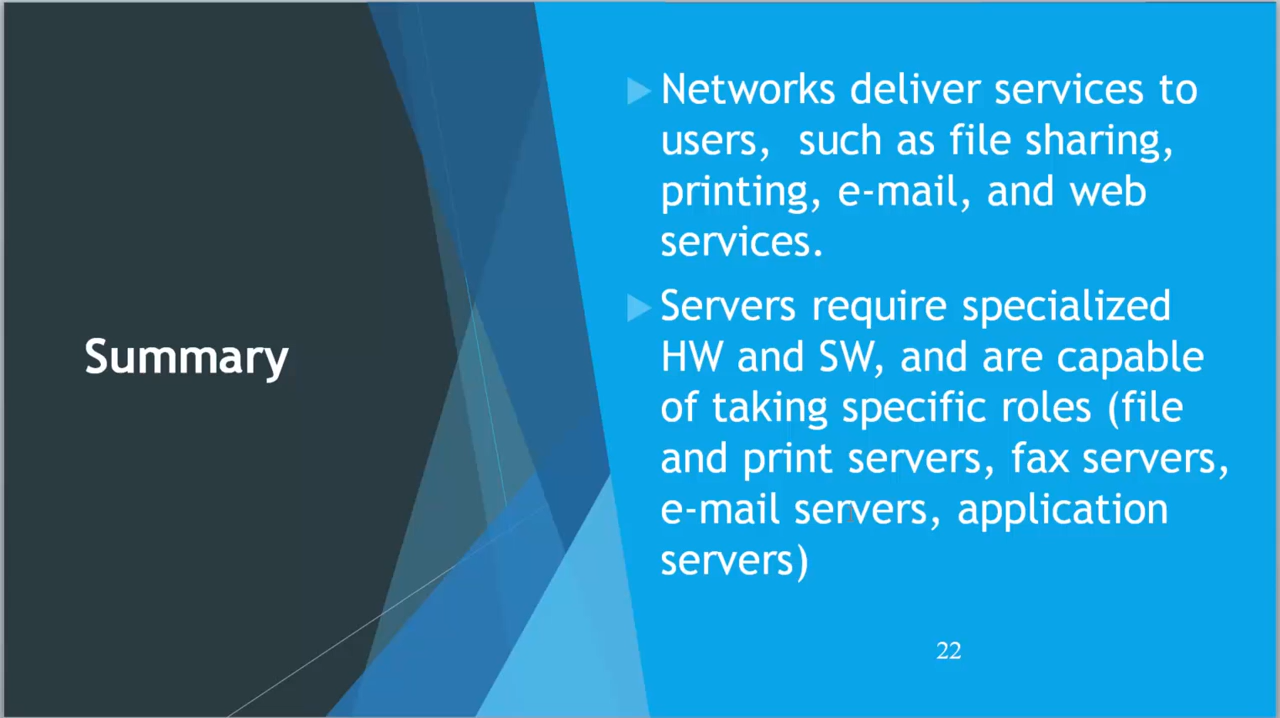 Summary
Networks deliver services to
users,  such as file sharing,
printing, e-mail, and web
services.
Servers require specialized
HW and SW, and are capable
of taking specific roles (file
and print servers, fax servers,
e-mail servers, application
servers)
22